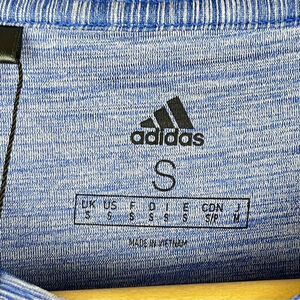 adidas
S
UK US F D I E CDN J
S S S S S S S/P M
MADE IN VIETNAM